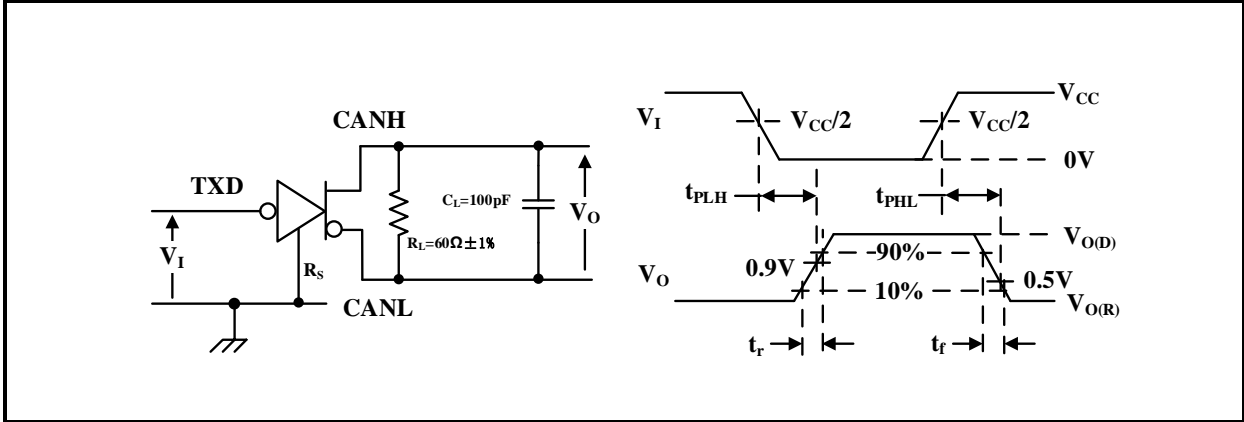 CANH
TXD
V_I
R_S
C_L=100pF
R_L=60Ω±1%
V_O
CANL
V_I
V_CC
V_CC/2
V_CC/2
0V
t_PLH
t_PHL
V_O
V_O(D)
90%
0.9V
0.5V
10%
V_O(R)
t_r
t_f